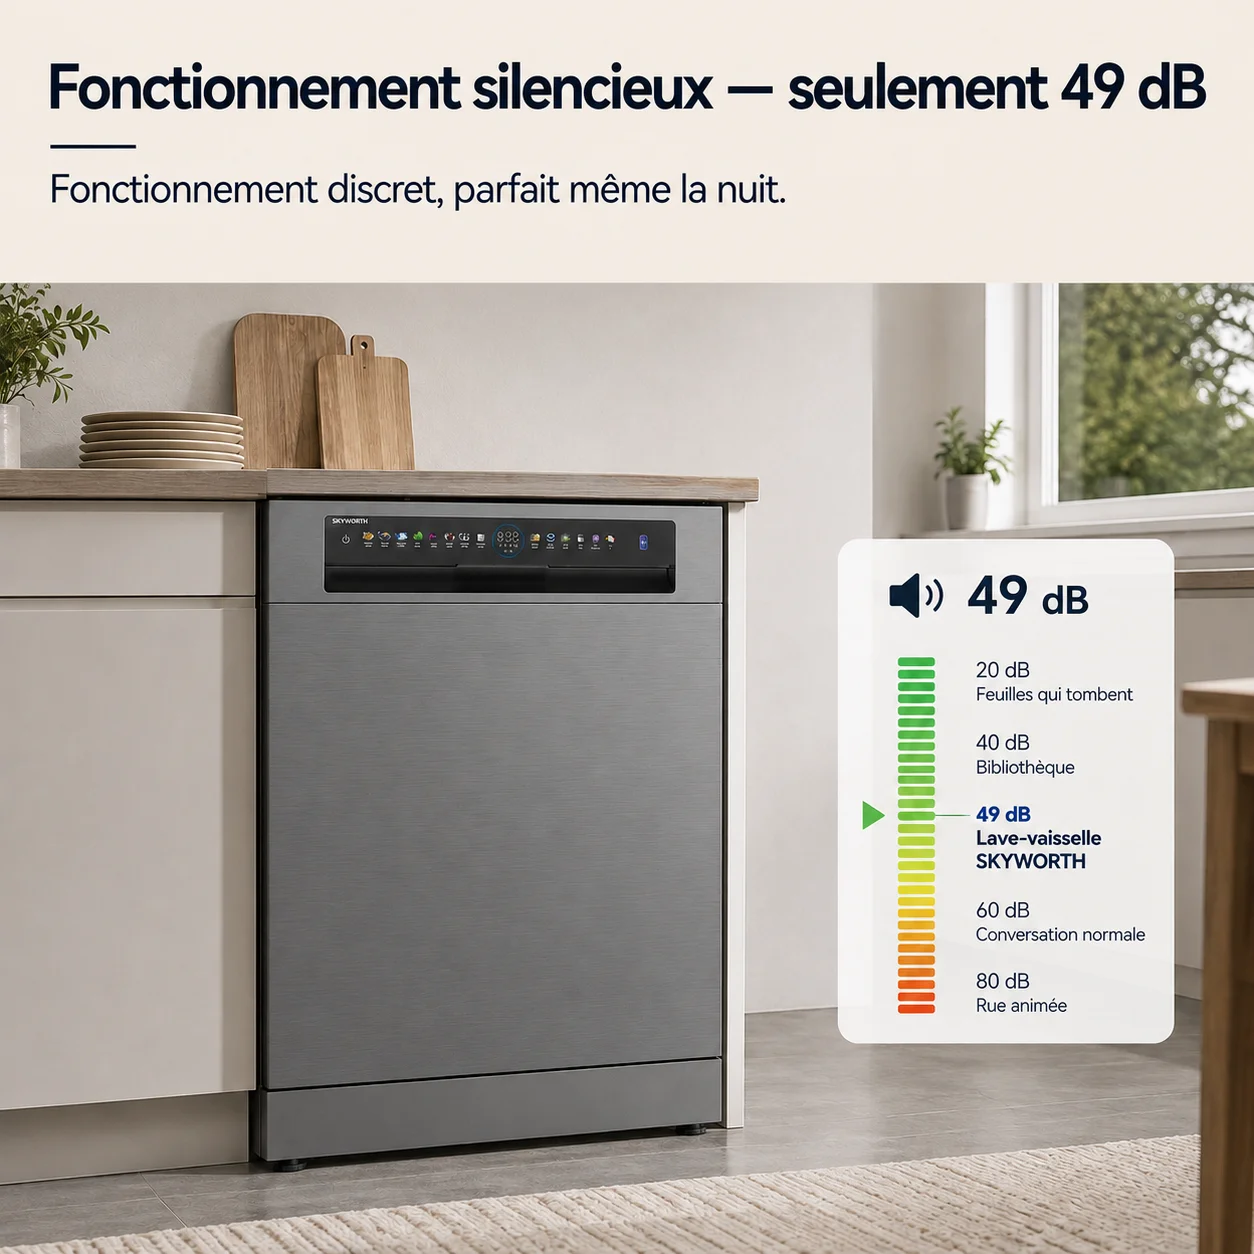 Fonctionnement silencieux — seulement 49 dB
Fonctionnement discret, parfait même la nuit.
SKYWORTH
49 dB
20 dB
Feuilles qui tombent
40 dB
Bibliothèque
49 dB
Lave-vaisselle
SKYWORTH
60 dB
Conversation normale
80 dB
Rue animée